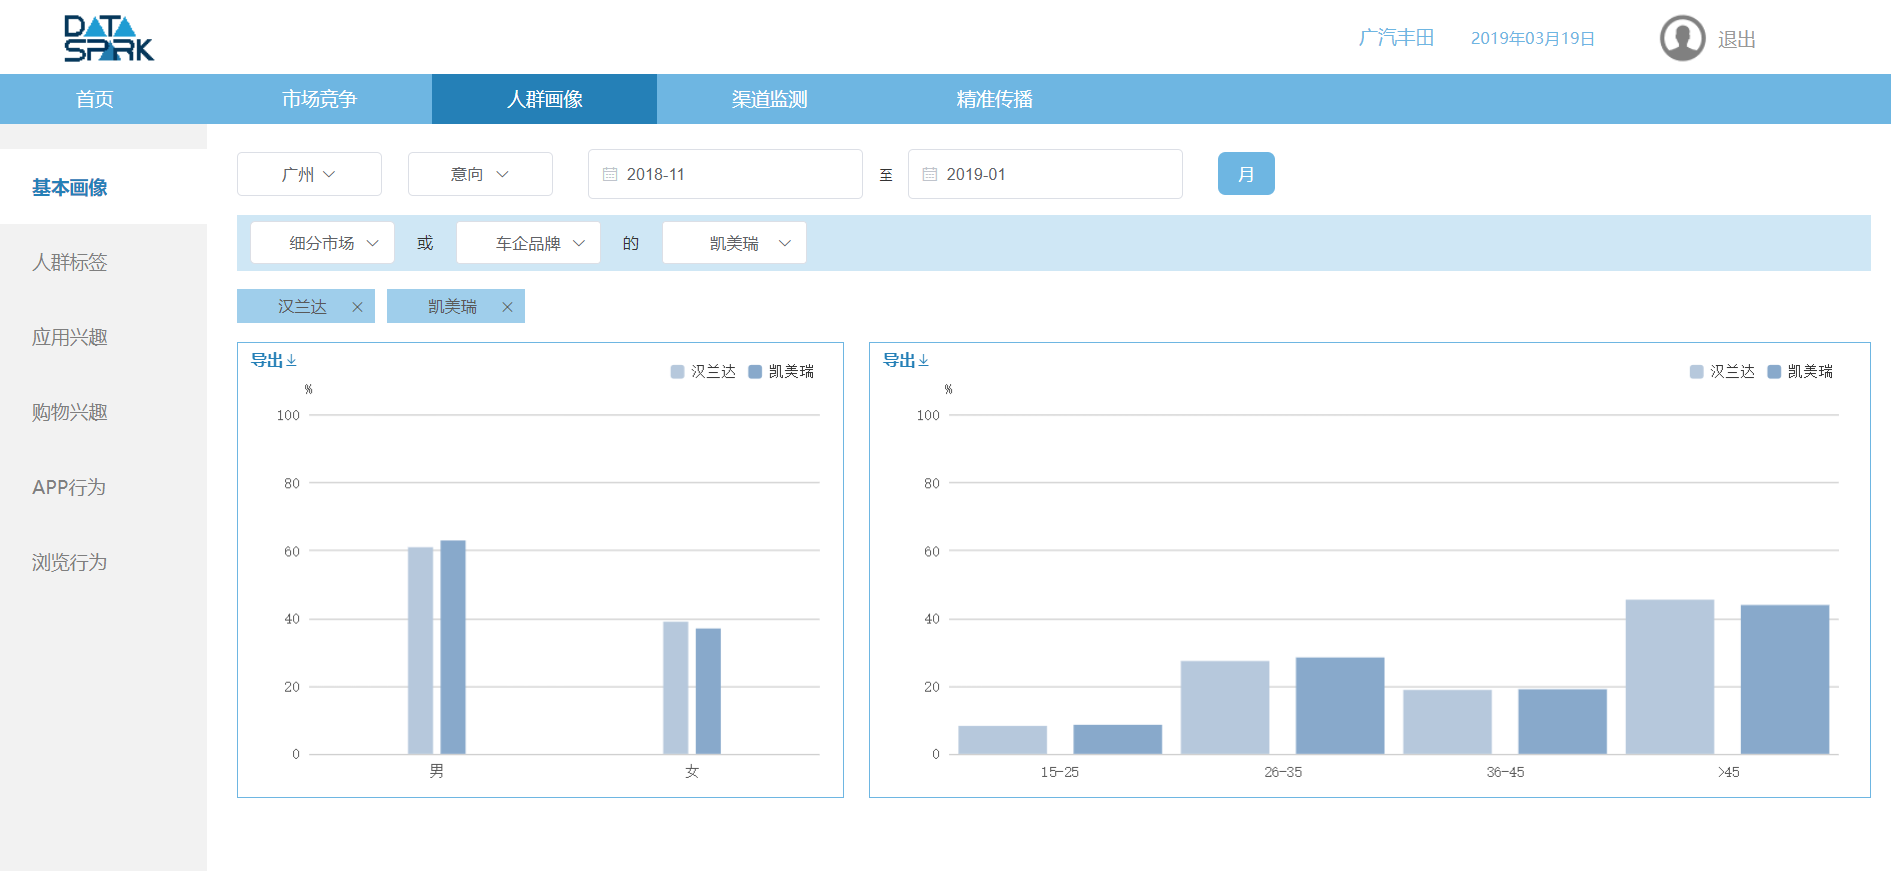 DATA
SPARK
广汽丰田 2019年03月19日 退出
首页 市场竞争 人群画像 渠道监测 精准传播
基本画像
人群标签
应用兴趣
购物兴趣
APP行为
浏览行为
广州 意向 2018-11 至 2019-01 月
细分市场 或 车企品牌 的 凯美瑞
汉兰达 × 凯美瑞 ×
导出
汉兰达 凯美瑞
%
100
80
60
40
20
0
男 女
导出
汉兰达 凯美瑞
%
100
80
60
40
20
0
15-25 26-35 36-45 >45